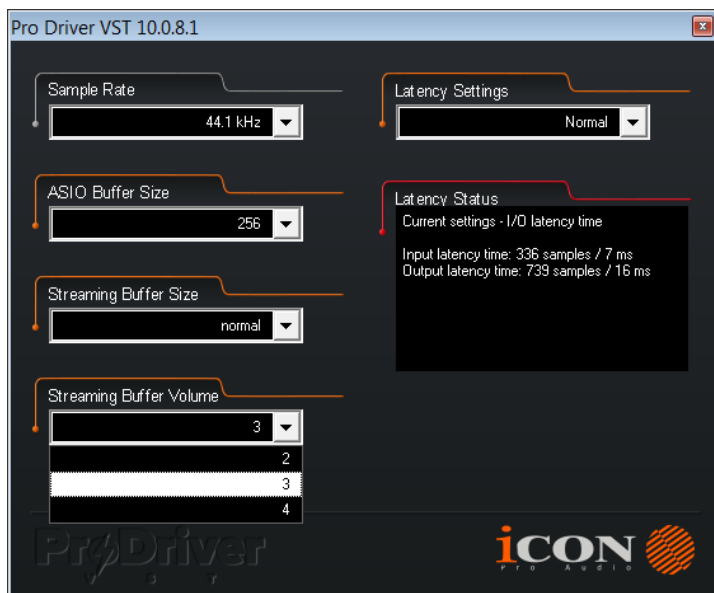 Pro Driver VST 10.0.8.1
Sample Rate
44.1 kHz
Latency Settings
Normal
ASIO Buffer Size
256
Latency Status
Current settings - I/O latency time
Input latency time: 336 samples / 7 ms
Output latency time: 739 samples / 16 ms
Streaming Buffer Size
normal
Streaming Buffer Volume
3
2
3
4
ProDriver
VST
iCON
Pro Audio